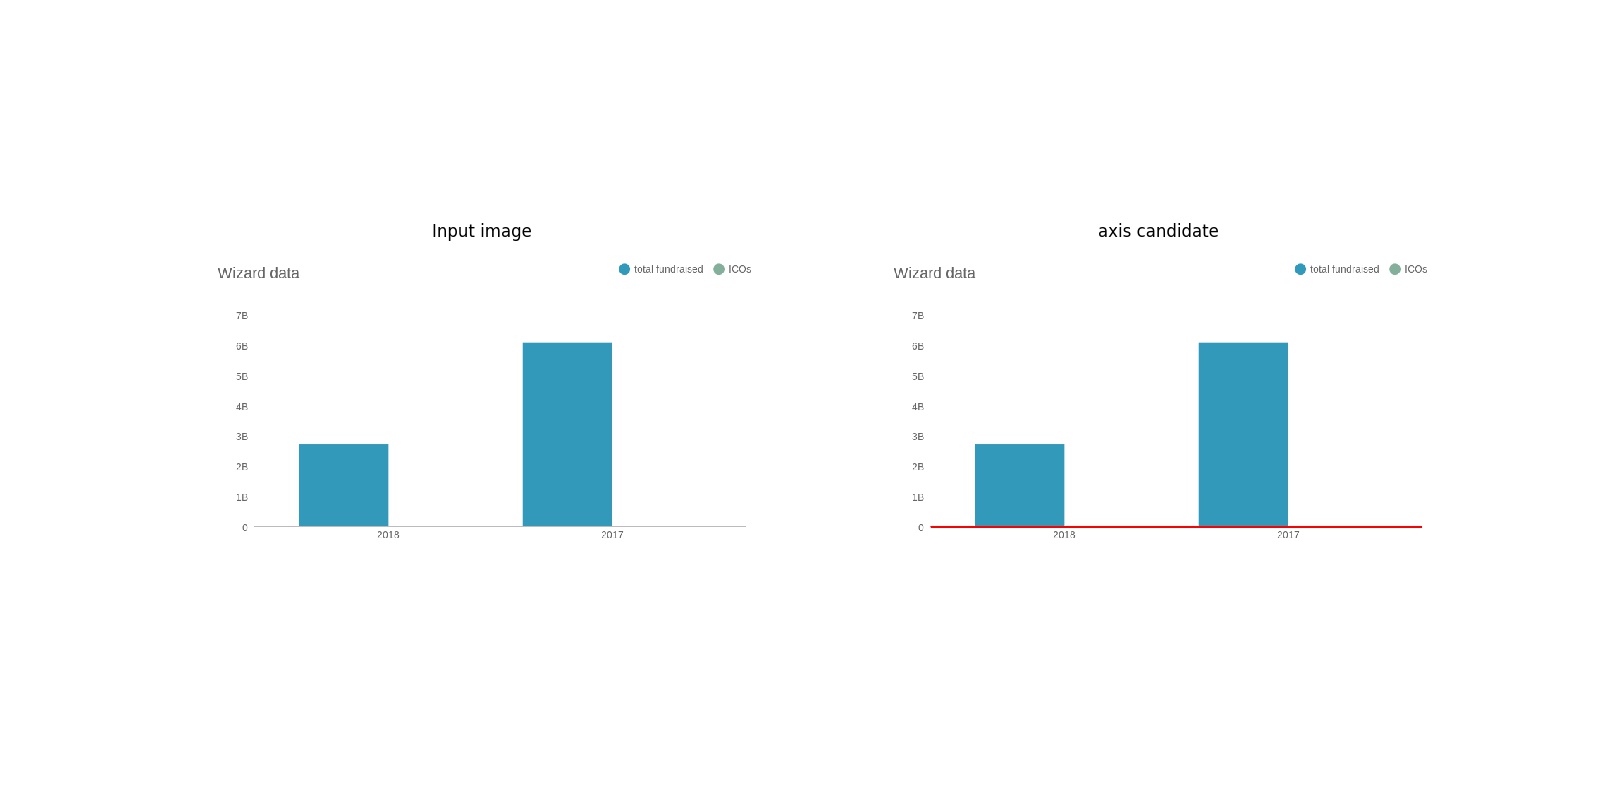 Input image
Wizard data
total fundraised ICOs
7B
6B
5B
4B
3B
2B
1B
0
2018 2017
axis candidate
Wizard data
total fundraised ICOs
7B
6B
5B
4B
3B
2B
1B
0
2018 2017